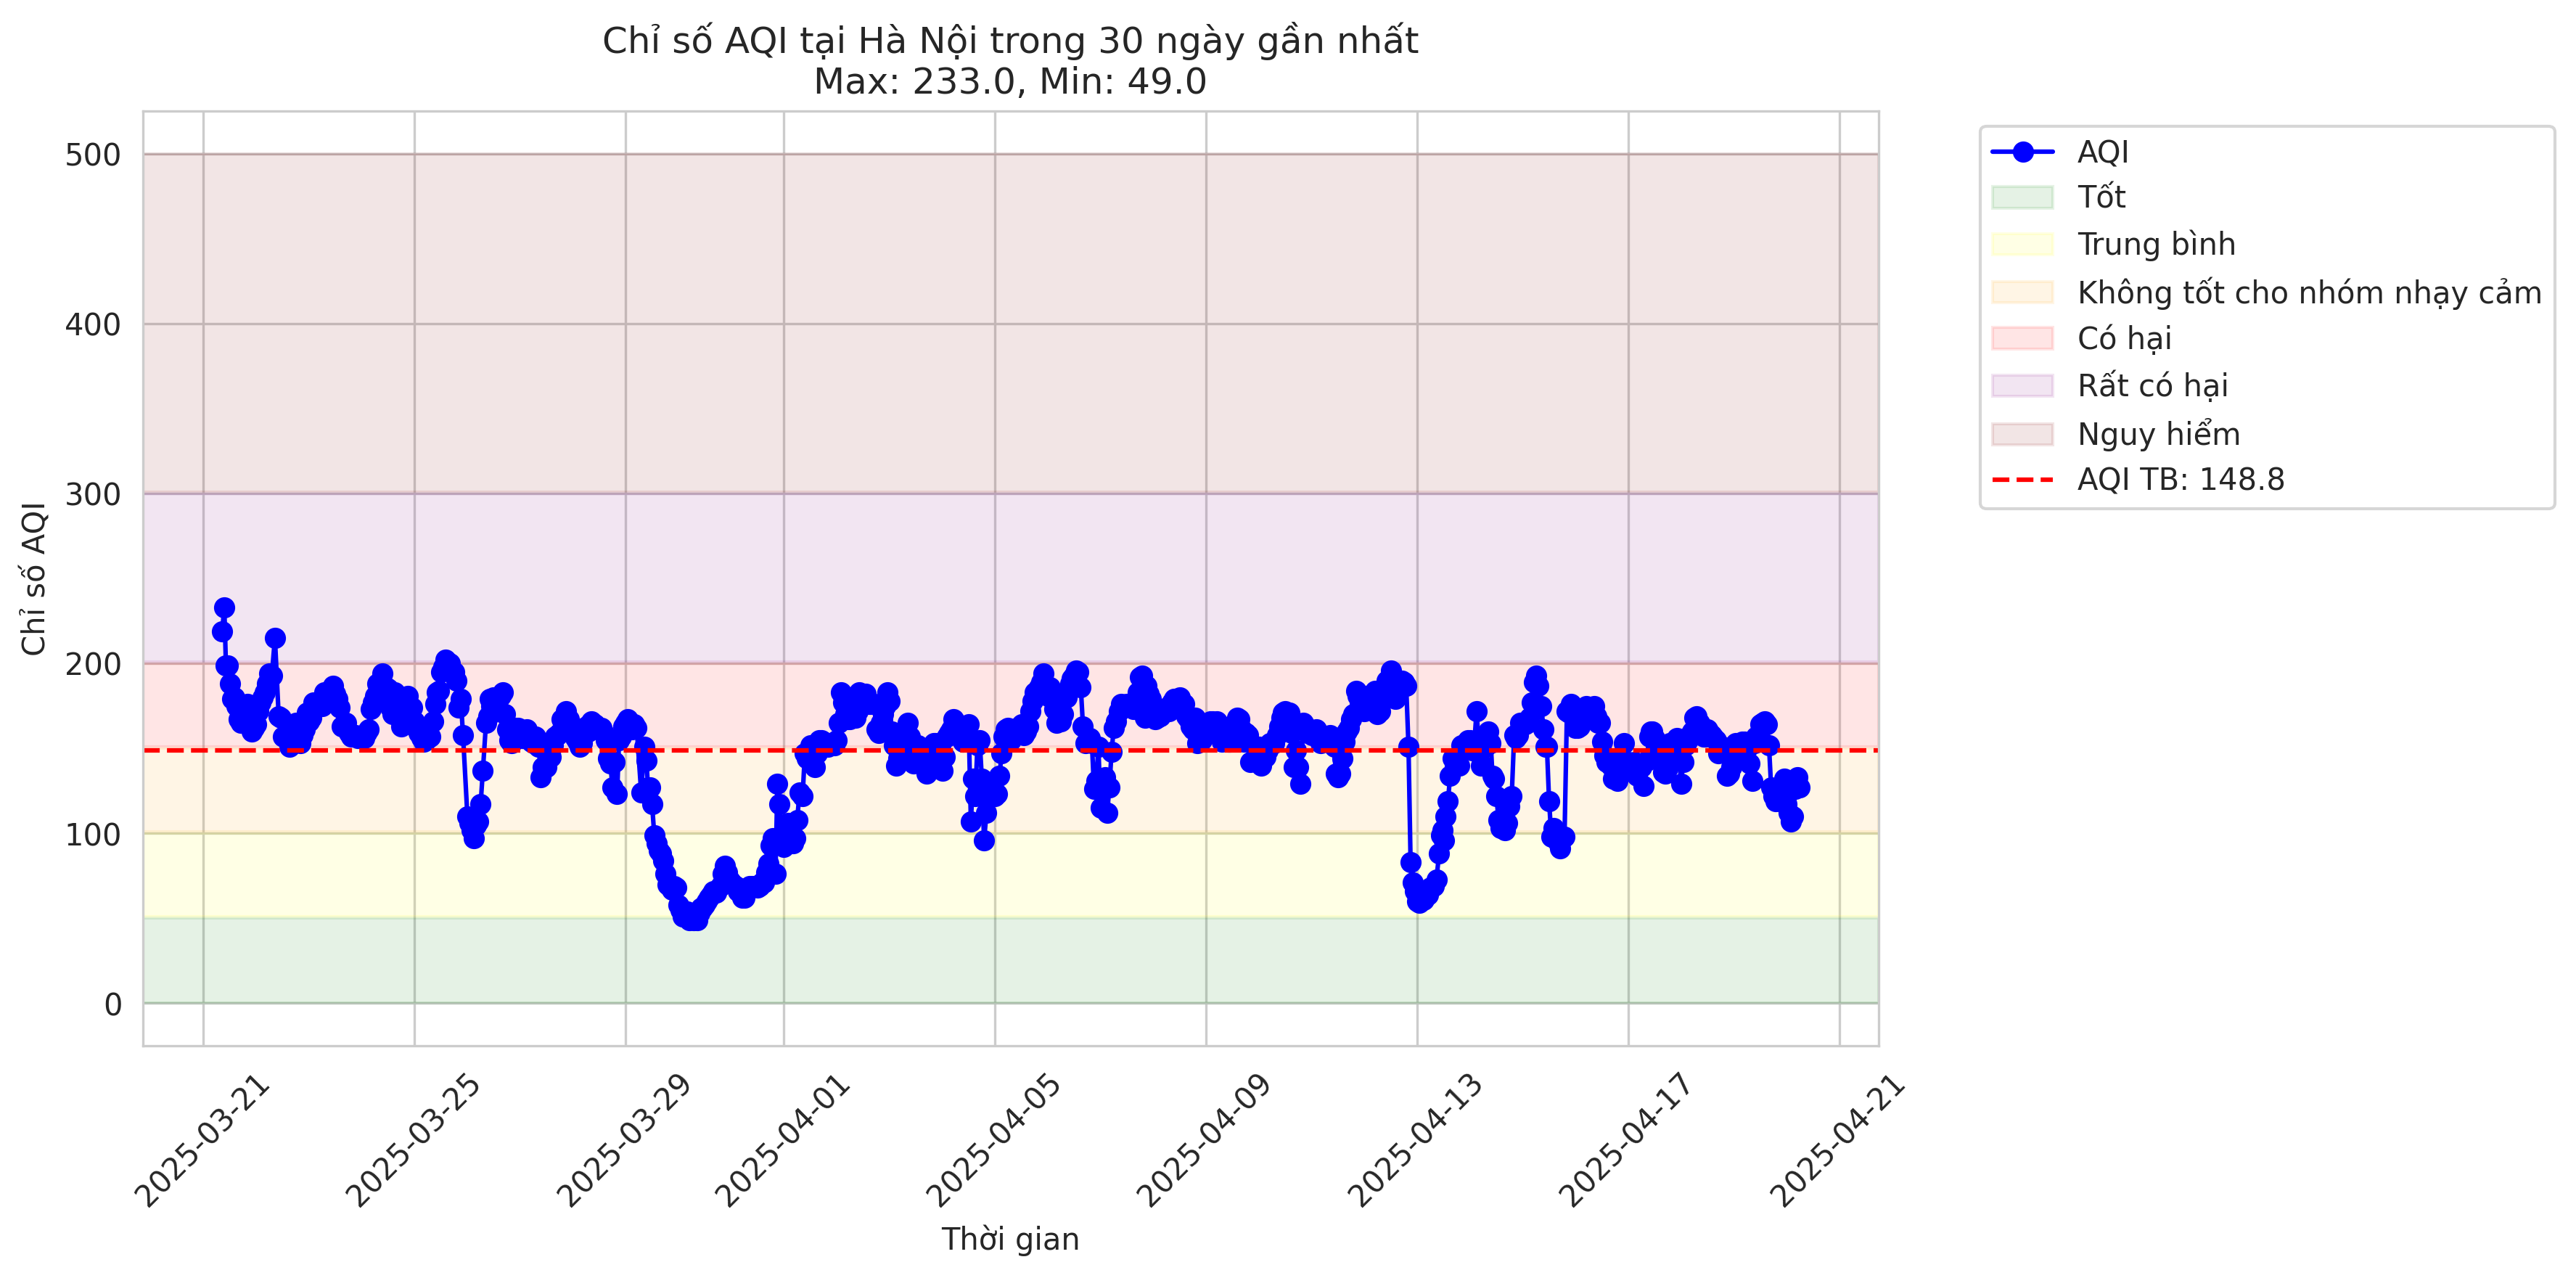 Chỉ số AQI tại Hà Nội trong 30 ngày gần nhất
Max: 233.0, Min: 49.0
Chỉ số AQI
500
400
300
200
100
0
2025-03-21
2025-03-25
2025-03-29
2025-04-01
2025-04-05
2025-04-09
2025-04-13
2025-04-17
2025-04-21
Thời gian
AQI
Tốt
Trung bình
Không tốt cho nhóm nhạy cảm
Có hại
Rất có hại
Nguy hiểm
AQI TB: 148.8